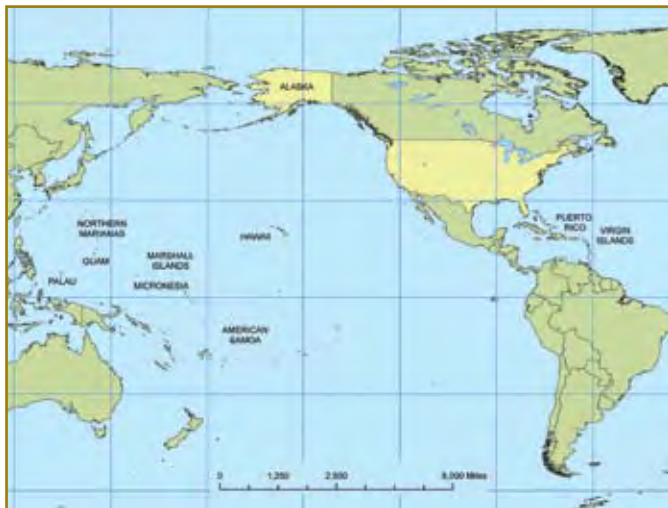 ALASKA
NORTHERN
MARIANAS
GUAM
PALAU
MARSHALL
ISLANDS
MICRONESIA
HAWAII
AMERICAN
SAMOA
PUERTO
RICO
VIRGIN
ISLANDS
0 1,250 2,500 5,000 Miles